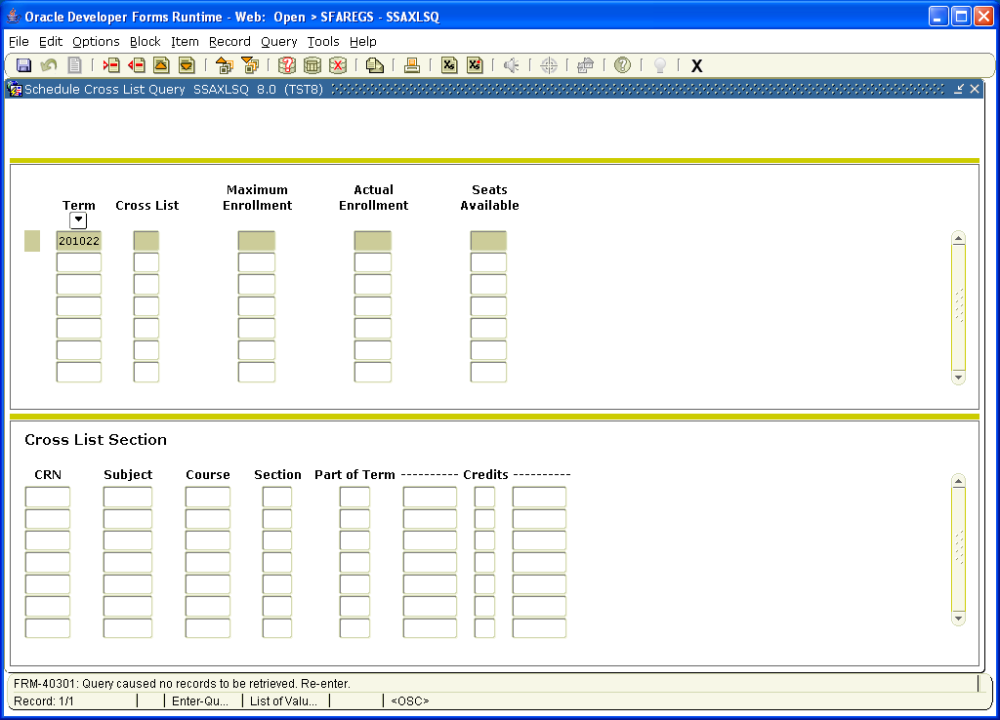 Oracle Developer Forms Runtime - Web: Open > SFAREGS - SSAXLSQ
File Edit Options Block Item Record Query Tools Help
X
Schedule Cross List Query SSAXLSQ 8.0 (TST8)
Maximum Actual Seats
Term Cross List Enrollment Enrollment Available
201022
Cross List Section
CRN Subject Course Section Part of Term ---------- Credits ----------
FRM-40301: Query caused no records to be retrieved. Re-enter.
Record: 1/1 Enter-Qu... List of Valu... <OSC>